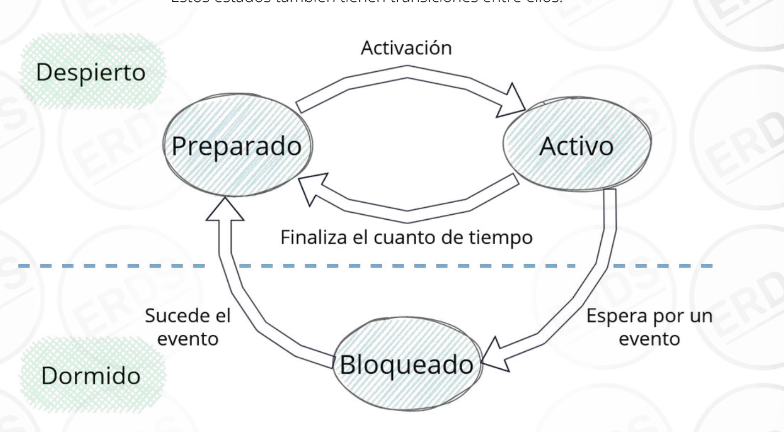 Estos estados también tienen transiciones entre ellos.
Activación
Despierto
Preparado
Activo
Finaliza el cuanto de tiempo
Sucede el
evento
Espera por un
evento
Bloqueado
Dormido
ERDS